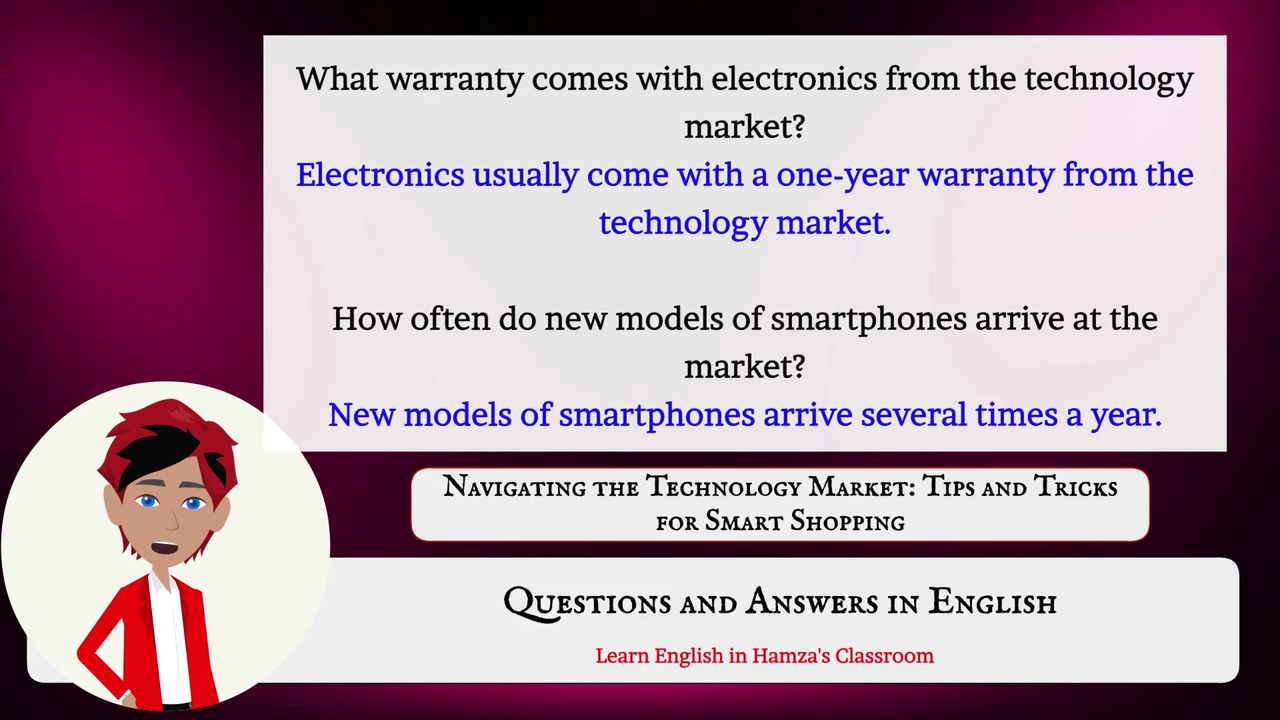 What warranty comes with electronics from the technology
market?
Electronics usually come with a one-year warranty from the
technology market.
How often do new models of smartphones arrive at the
market?
New models of smartphones arrive several times a year.
Navigating the Technology Market: Tips and Tricks
for Smart Shopping
Questions and Answers in English
Learn English in Hamza's Classroom